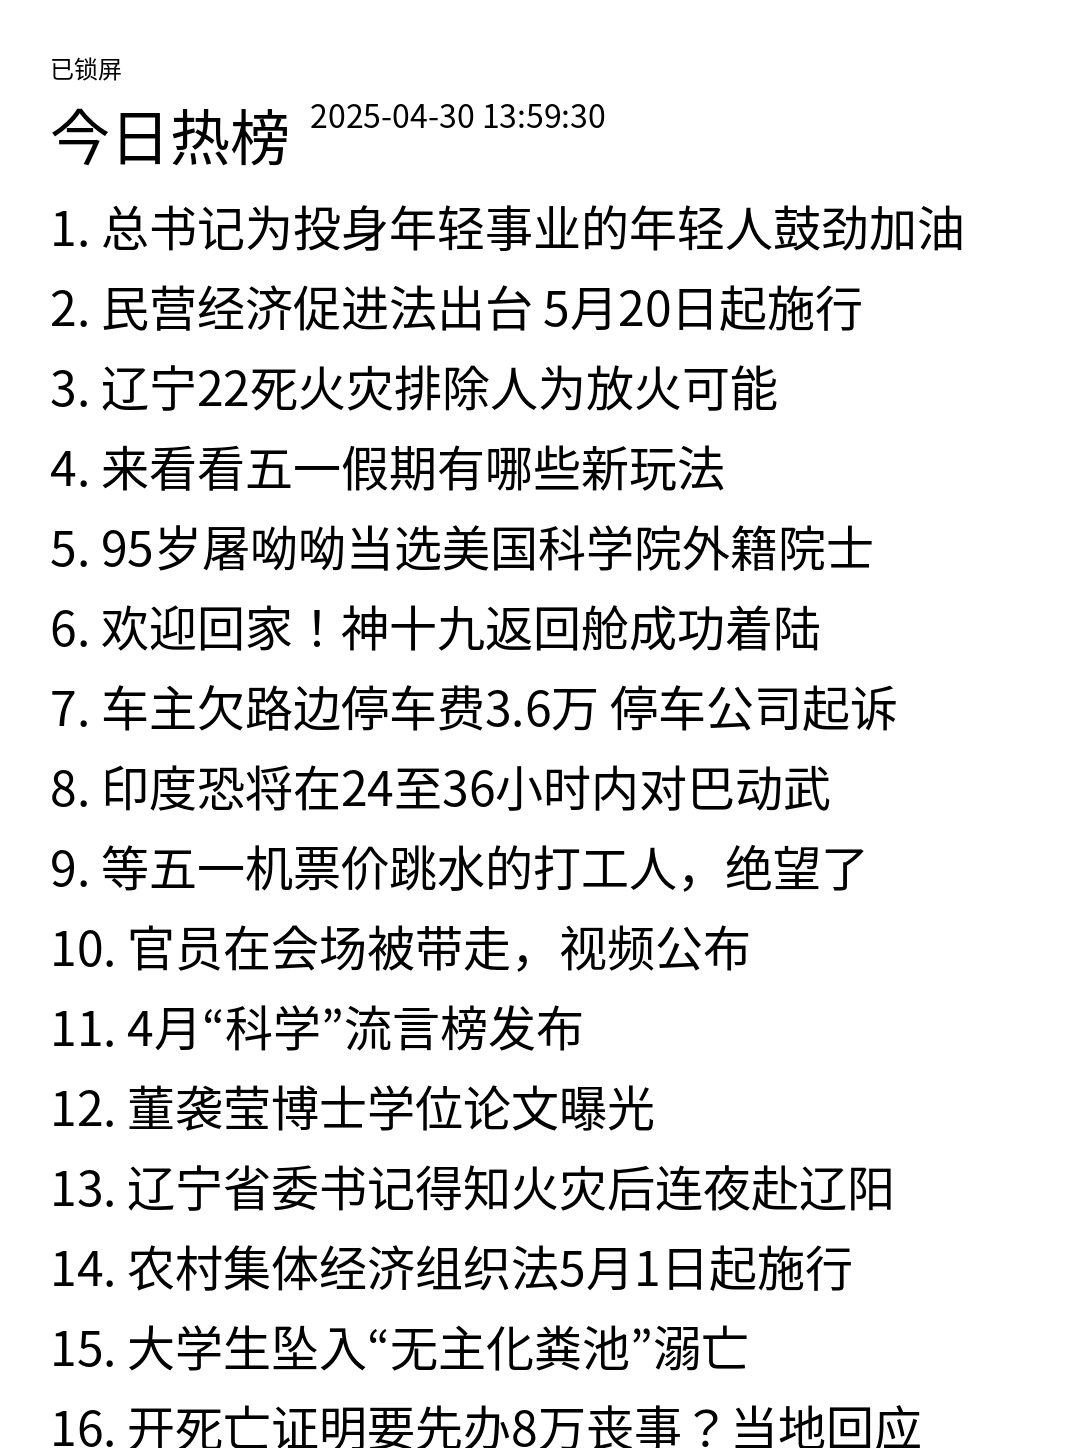 已锁屏
今日热榜 2025-04-30 13:59:30
1. 总书记为投身年轻事业的年轻人鼓劲加油
2. 民营经济促进法出台 5月20日起施行
3. 辽宁22死火灾排除人为放火可能
4. 来看看五一假期有哪些新玩法
5. 95岁屠呦呦当选美国科学院外籍院士
6. 欢迎回家！神十九返回舱成功着陆
7. 车主欠路边停车费3.6万 停车公司起诉
8. 印度恐将在24至36小时内对巴动武
9. 等五一机票价跳水的打工人，绝望了
10. 官员在会场被带走，视频公布
11. 4月“科学”流言榜发布
12. 董袭莹博士学位论文曝光
13. 辽宁省委书记得知火灾后连夜赴辽阳
14. 农村集体经济组织法5月1日起施行
15. 大学生坠入“无主化粪池”溺亡
16. 开死亡证明要先办8万丧事？当地回应